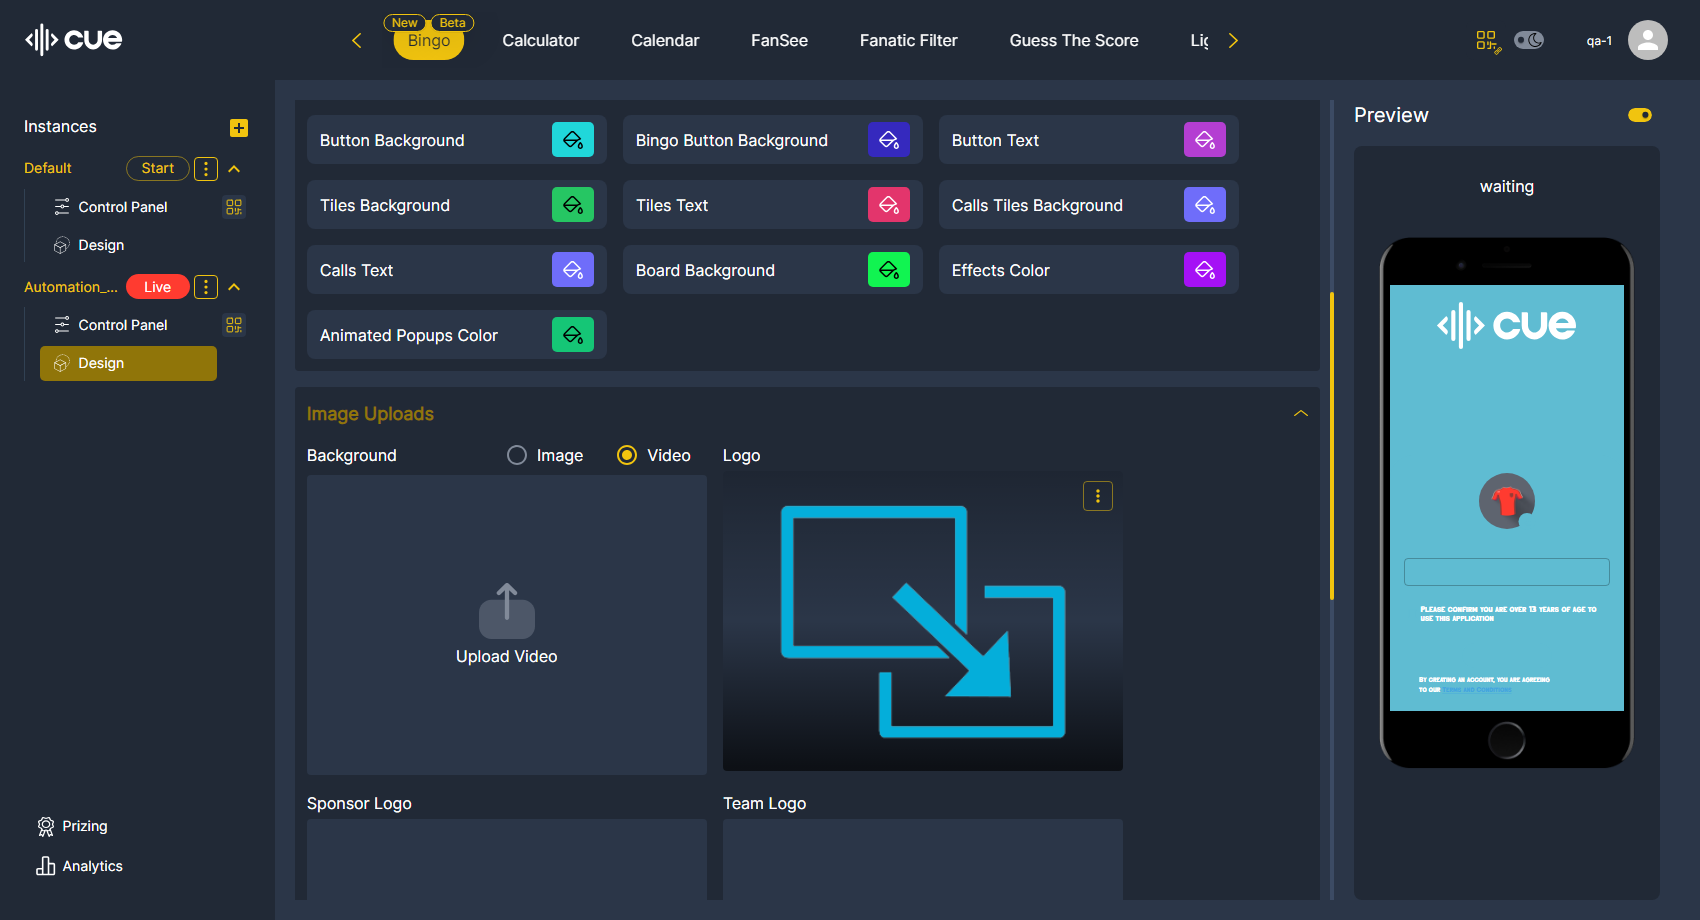 cue
New
Beta
Bingo
Calculator
Calendar
FanSee
Fanatic Filter
Guess The Score
Lig
qa-1
Instances
Default
Start
Control Panel
Design
Automation_...
Live
Control Panel
Design
Prizing
Analytics
Button Background
Bingo Button Background
Button Text
Tiles Background
Tiles Text
Calls Tiles Background
Calls Text
Board Background
Effects Color
Animated Popups Color
Image Uploads
Background
Image
Video
Logo
Upload Video
Sponsor Logo
Team Logo
Preview
waiting
cue
Please confirm you are over 13 years of age to
use this application
By creating an account, you are agreeing
to our Terms and Conditions